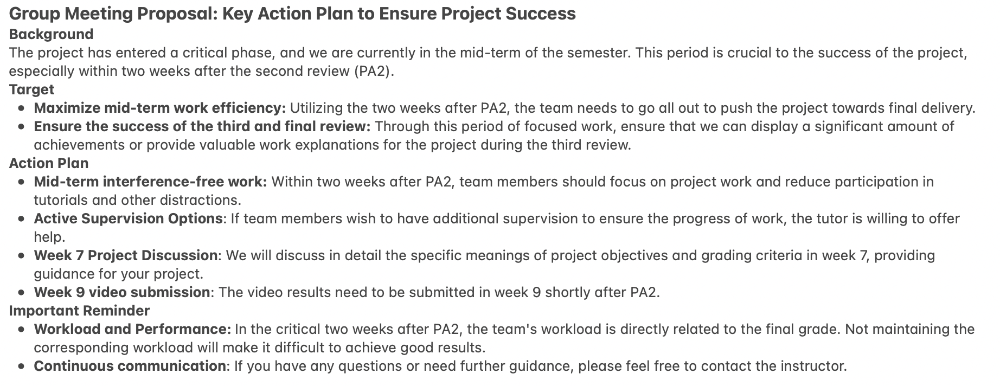 Group Meeting Proposal: Key Action Plan to Ensure Project Success
Background
The project has entered a critical phase, and we are currently in the mid-term of the semester. This period is crucial to the success of the project,
especially within two weeks after the second review (PA2).
Target
• Maximize mid-term work efficiency: Utilizing the two weeks after PA2, the team needs to go all out to push the project towards final delivery.
• Ensure the success of the third and final review: Through this period of focused work, ensure that we can display a significant amount of
achievements or provide valuable work explanations for the project during the third review.
Action Plan
• Mid-term interference-free work: Within two weeks after PA2, team members should focus on project work and reduce participation in
tutorials and other distractions.
• Active Supervision Options: If team members wish to have additional supervision to ensure the progress of work, the tutor is willing to offer
help.
• Week 7 Project Discussion: We will discuss in detail the specific meanings of project objectives and grading criteria in week 7, providing
guidance for your project.
• Week 9 video submission: The video results need to be submitted in week 9 shortly after PA2.
Important Reminder
• Workload and Performance: In the critical two weeks after PA2, the team's workload is directly related to the final grade. Not maintaining the
corresponding workload will make it difficult to achieve good results.
• Continuous communication: If you have any questions or need further guidance, please feel free to contact the instructor.